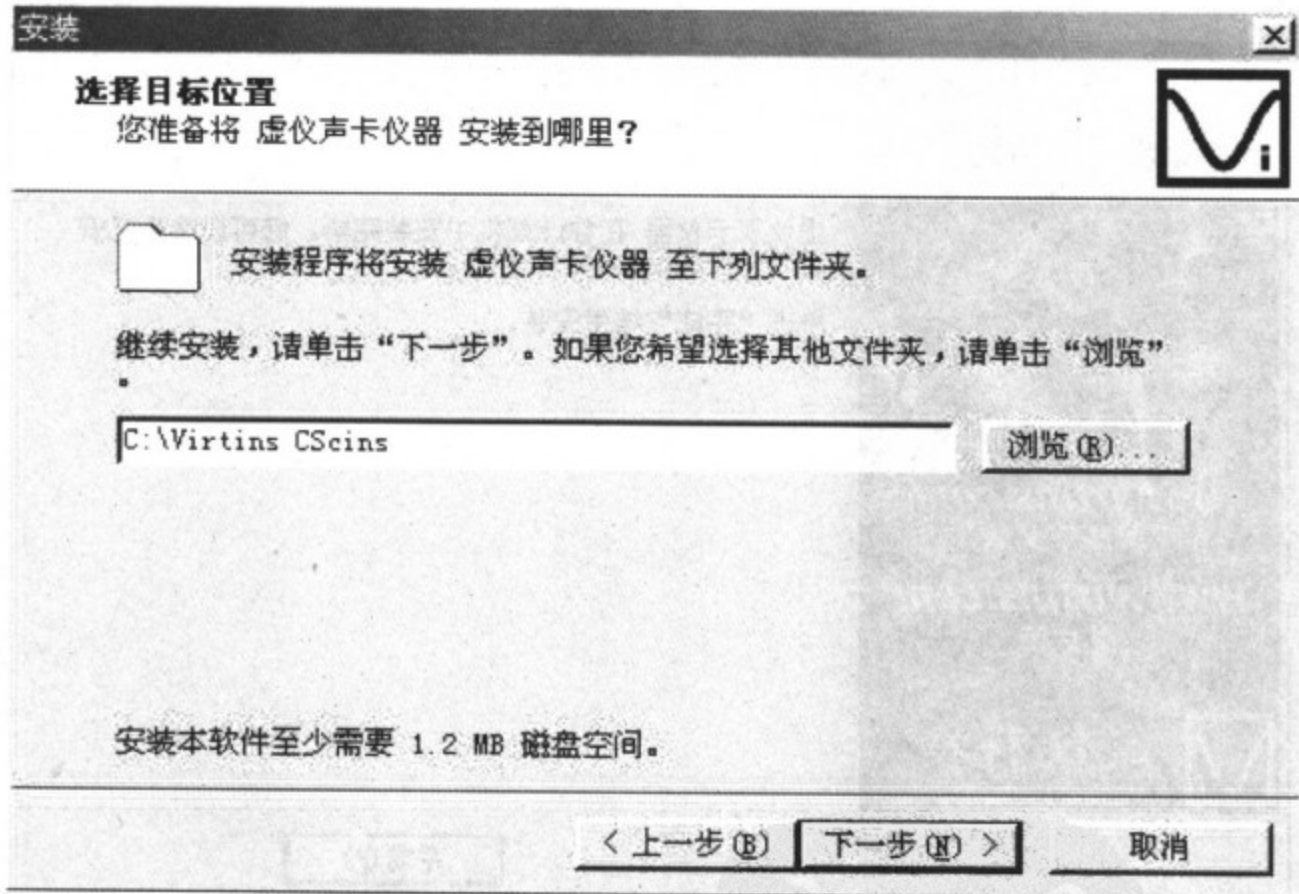 安装
选择目标位置
您准备将 虚仪声卡仪器 安装到哪里?
i
安装程序将安装 虚仪声卡仪器 至下列文件夹。
继续安装,请单击“下一步”。如果您希望选择其他文件夹,请单击“浏览”
。
C:\Virtins CScins
浏览(R)...
安装本软件至少需要 1.2 MB 磁盘空间。
< 上一步(B) 下一步(N) > 取消